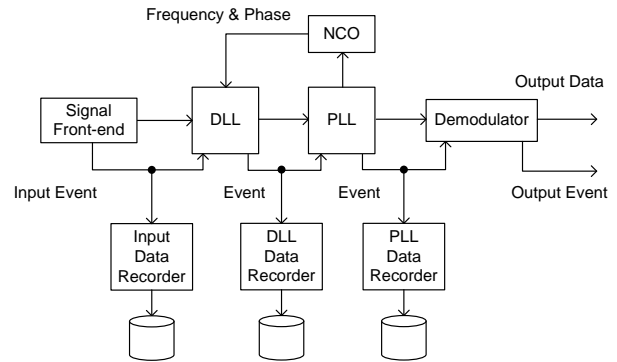 Frequency & Phase
NCO
Output Data
Signal
Front-end
DLL
PLL
Demodulator
Input Event
Event
Event
Output Event
Input
Data
Recorder
DLL
Data
Recorder
PLL
Data
Recorder